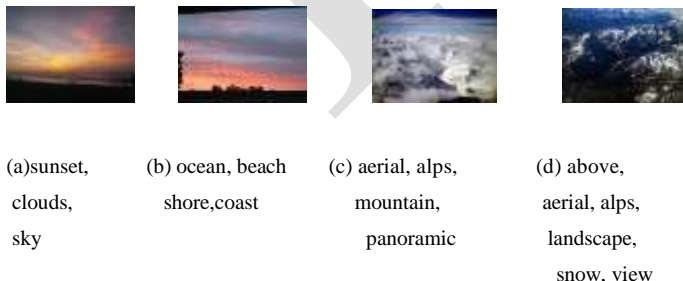 (a)sunset, (b) ocean, beach (c) aerial, alps, (d) above,
clouds, shore,coast mountain, aerial, alps,
sky panoramic landscape,
snow, view